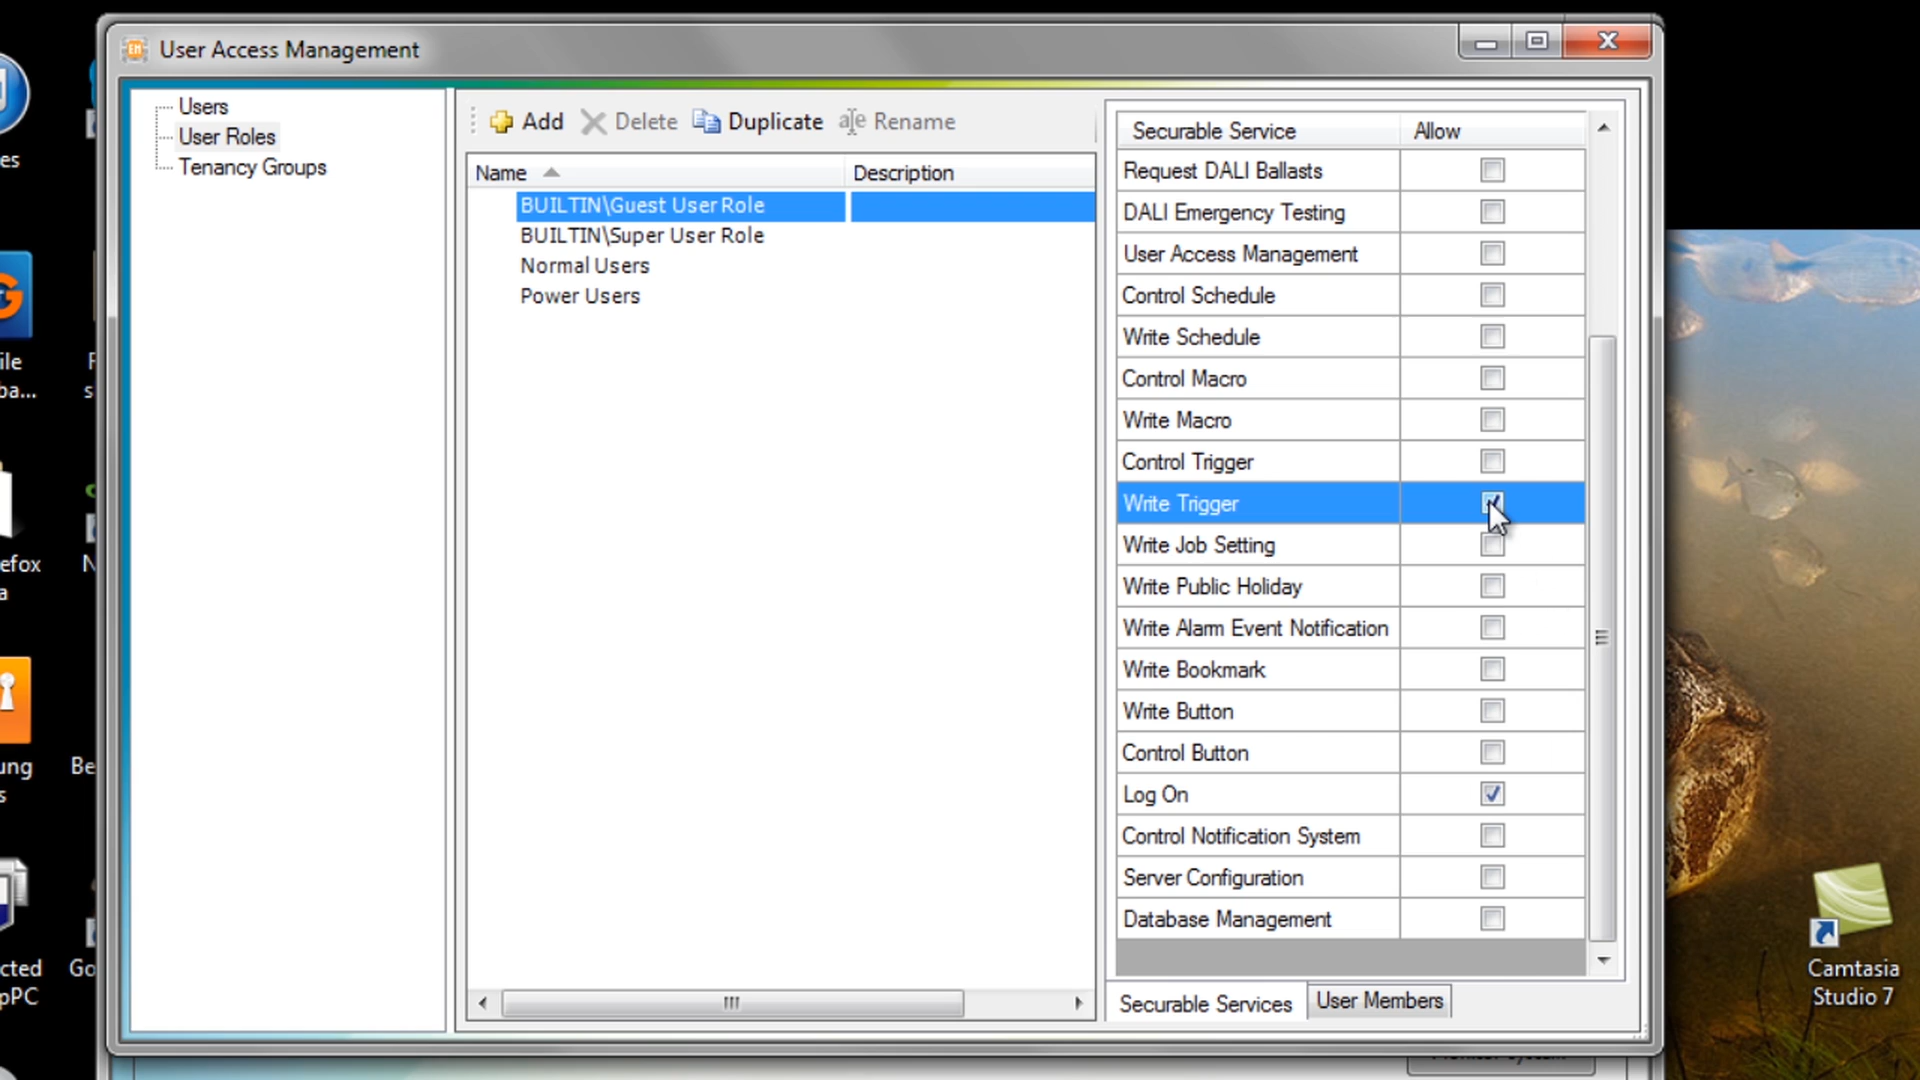 User Access Management
Users
User Roles
Tenancy Groups
Add Delete Duplicate Rename
Name Description
BUILTIN\Guest User Role
BUILTIN\Super User Role
Normal Users
Power Users
Securable Service Allow
Request DALI Ballasts
DALI Emergency Testing
User Access Management
Control Schedule
Write Schedule
Control Macro
Write Macro
Control Trigger
Write Trigger
Write Job Setting
Write Public Holiday
Write Alarm Event Notification
Write Bookmark
Write Button
Control Button
Log On
Control Notification System
Server Configuration
Database Management
Securable Services User Members
Camtasia
Studio 7